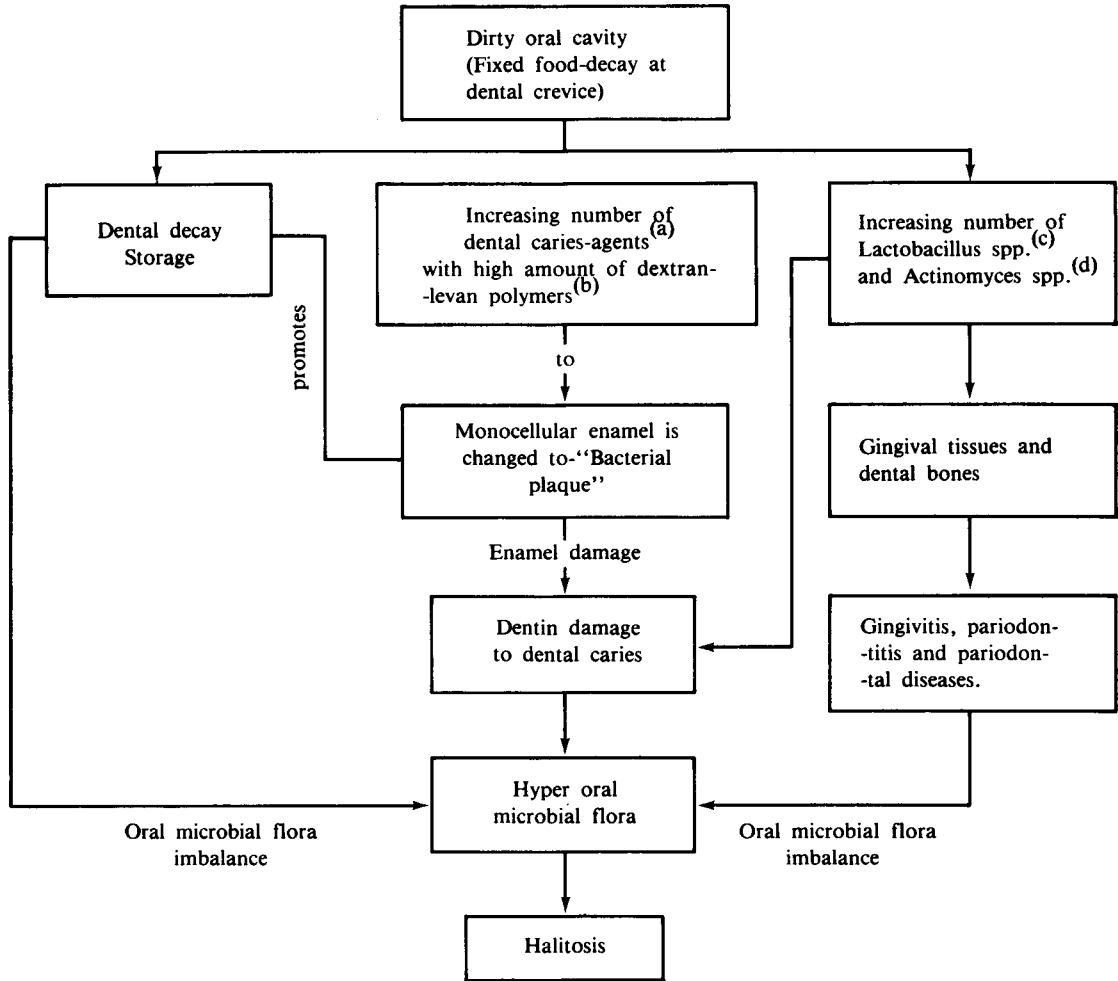 Dirty oral cavity
(Fixed food-decay at
dental crevice)
Dental decay
Storage
Increasing number of
dental caries-agents(a)
with high amount of dextran-
-levan polymers(b)
Increasing number of
Lactobacillus spp.(c)
and Actinomyces spp.(d)
promotes
to
Monocellular enamel is
changed to-“Bacterial
plaque”
Gingival tissues and
dental bones
Enamel damage
Dentin damage
to dental caries
Gingivitis, pariodon-
-titis and pariodon-
-tal diseases.
Hyper oral
microbial flora
Oral microbial flora
imbalance
Oral microbial flora
imbalance
Halitosis